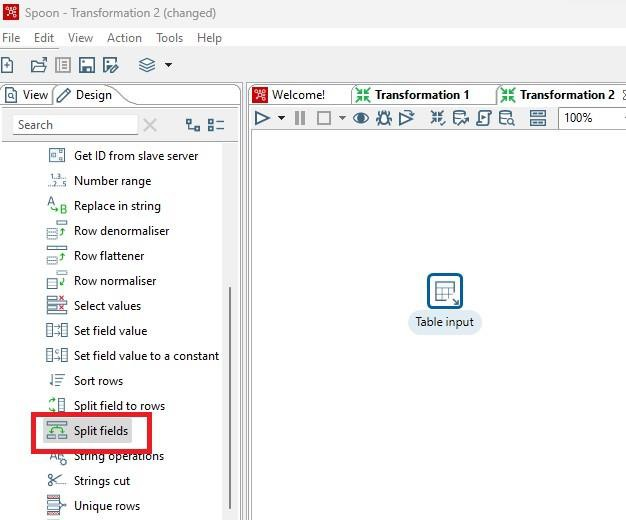 Spoon - Transformation 2 (changed)
File Edit View Action Tools Help
View Design
Welcome! Transformation 1 Transformation 2
Search
100%
Get ID from slave server
Number range
Replace in string
Row denormaliser
Row flattener
Row normaliser
Select values
Set field value
Set field value to a constant
Sort rows
Split field to rows
Split fields
String operations
Strings cut
Unique rows
Table input